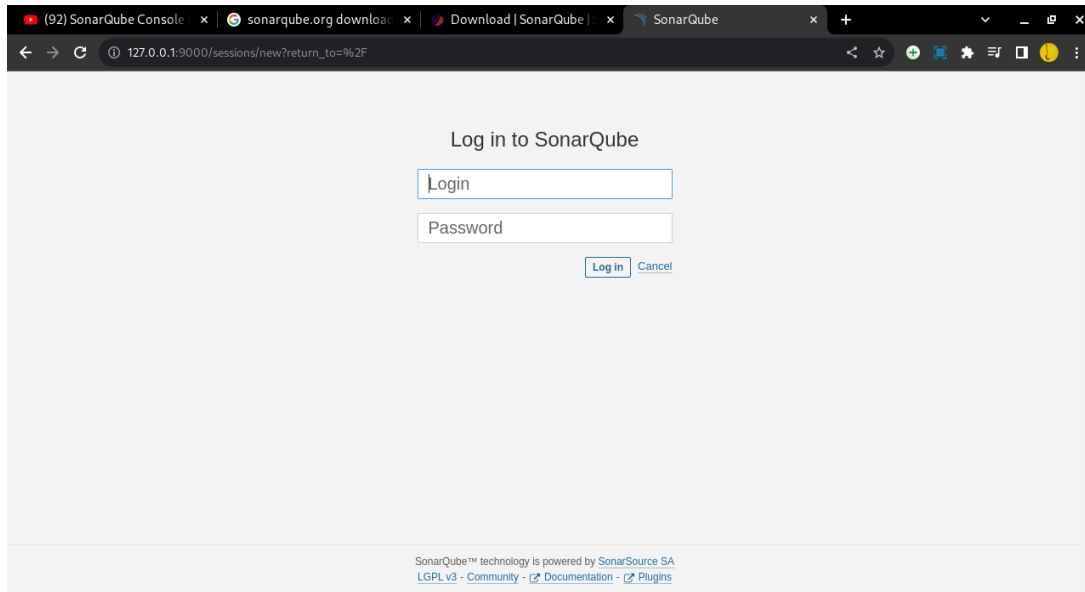 (92) SonarQube Console
sonarqube.org download
Download | SonarQube |
SonarQube
127.0.0.1:9000/sessions/new?return_to=%2F
Log in to SonarQube
Login
Password
Log in Cancel
SonarQube™ technology is powered by SonarSource SA
LGPL v3 - Community - Documentation - Plugins